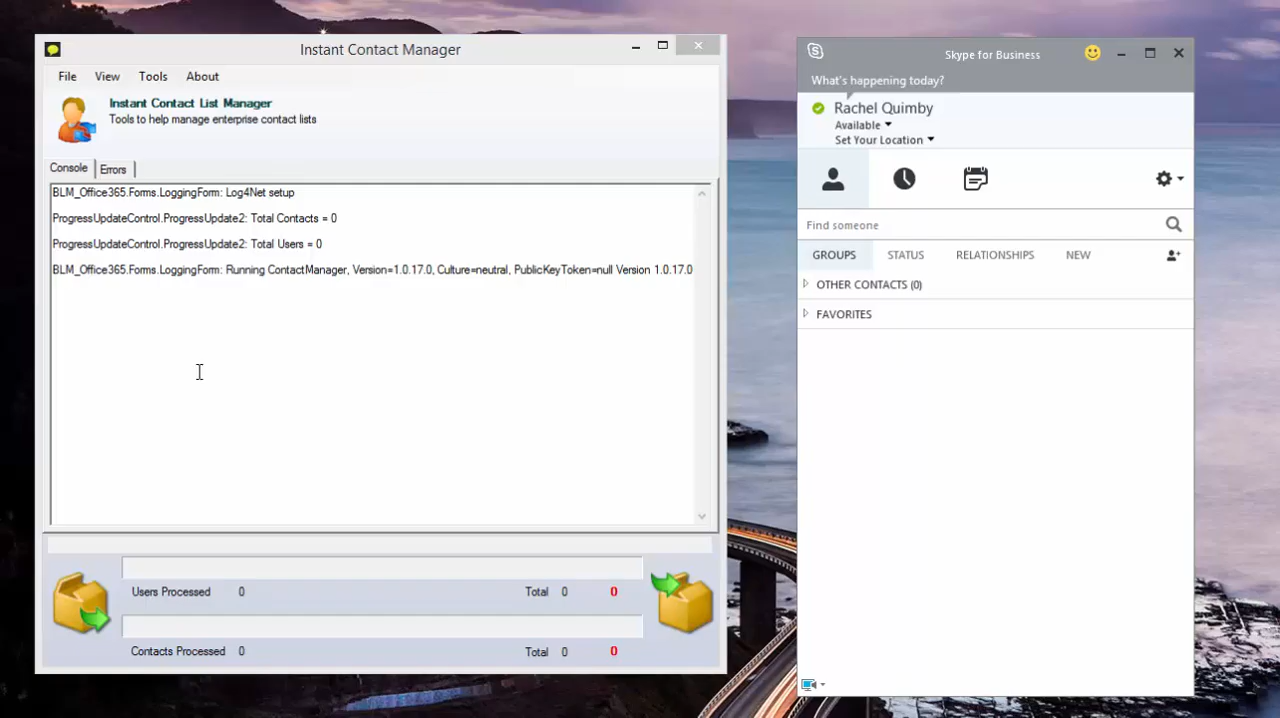 Instant Contact Manager
File View Tools About
Instant Contact List Manager
Tools to help manage enterprise contact lists
Console Errors
BLM_Office365.Forms.LoggingForm: Log4Net setup
ProgressUpdateControl.ProgressUpdate2: Total Contacts = 0
ProgressUpdateControl.ProgressUpdate2: Total Users = 0
BLM_Office365.Forms.LoggingForm: Running ContactManager, Version=1.0.17.0, Culture=neutral, PublicKeyToken=null Version 1.0.17.0
Users Processed 0 Total 0 0
Contacts Processed 0 Total 0 0
Skype for Business
What's happening today?
Rachel Quimby
Available
Set Your Location
Find someone
GROUPS STATUS RELATIONSHIPS NEW
OTHER CONTACTS (0)
FAVORITES